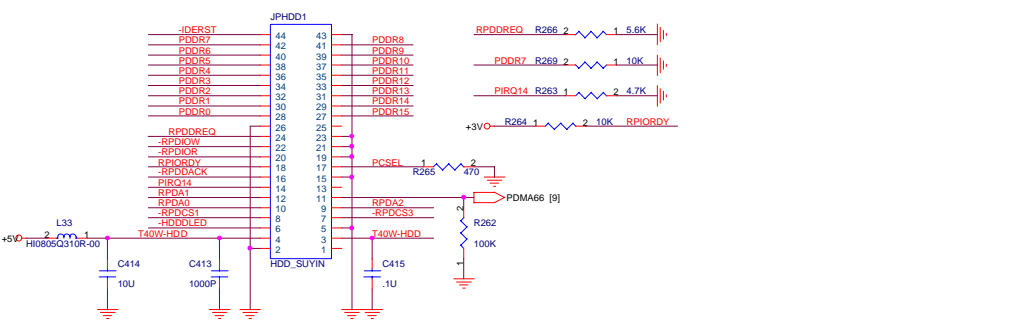 JPHDD1
-IDERST 44 43
PDDR7 42 41 PDDR8
PDDR6 40 39 PDDR9
PDDR5 38 37 PDDR10
PDDR4 36 35 PDDR11
PDDR3 34 33 PDDR12
PDDR2 32 31 PDDR13
PDDR1 30 29 PDDR14
PDDR0 28 27 PDDR15
26 25
RPDDREQ 24 23
-RPDIOW 22 21
-RPDIOR 20 19
RPIORDY 18 17 PCSEL 1 2
R265 470
-RPDDACK 16 15
PIRQ14 14 13
RPDA1 12 11 PDMA66 [9]
RPDA0 10 9 RPDA2
-RPDCS1 8 7 -RPDCS3
-HDDDLED 6 5
T40W-HDD 4 3 T40W-HDD
2 1
HDD_SUYIN
RPDDREQ R266 2 1 5.6K
PDDR7 R269 2 1 10K
PIRQ14 R263 1 2 4.7K
+3V R264 1 2 10K RPIORDY
2
R262
100K
1
L33
+5V 2 1
HI0805Q310R-00
C414
10U
C413
1000P
C415
.1U